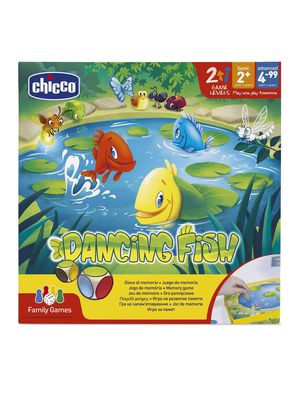 chicco
2 in 1
GAME
LEVELS
basic
2+
advanced
4-99
Play now, play tomorrow
DANCING FISH
Gioco di memoria • Juego de memoria
Jogo de memória • Memory game
Jeu de mémoire • Gra pamięciowa
Παιχνίδι μνήμης • Игра на развитие памяти
Гра на запам'ятовування • Joc de memorie
Игра за памет
Family Games